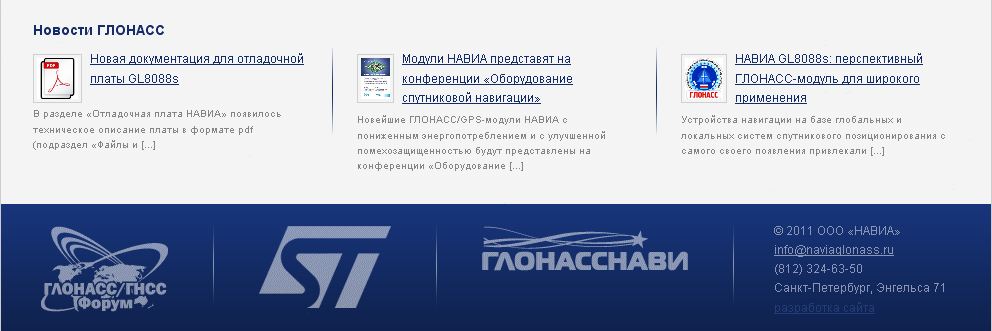 Новости ГЛОНАСС
PDF
Новая документация для отладочной
платы GL8088s
В разделе «Отладочная плата НАВИА» появилось
техническое описание платы в формате pdf
(подраздел «Файлы и [...]
Модули НАВИА представят на
конференции «Оборудование
спутниковой навигации»
Новейшие ГЛОНАСС/GPS-модули НАВИА с
пониженным энергопотреблением и с улучшенной
помехозащищенностью будут представлены на
конференции «Оборудование [...]
ГЛОНАСС
НАВИА GL8088s: перспективный
ГЛОНАСС-модуль для широкого
применения
Устройства навигации на базе глобальных и
локальных систем спутникового позиционирования с
самого своего появления привлекали [...]
ГЛОНАСС/ГНСС
Форум
ST
ГЛОНАССНАВИ
© 2011 ООО «НАВИА»
info@naviaglonass.ru
(812) 324-63-50
Санкт-Петербург, Энгельса 71
разработка сайта